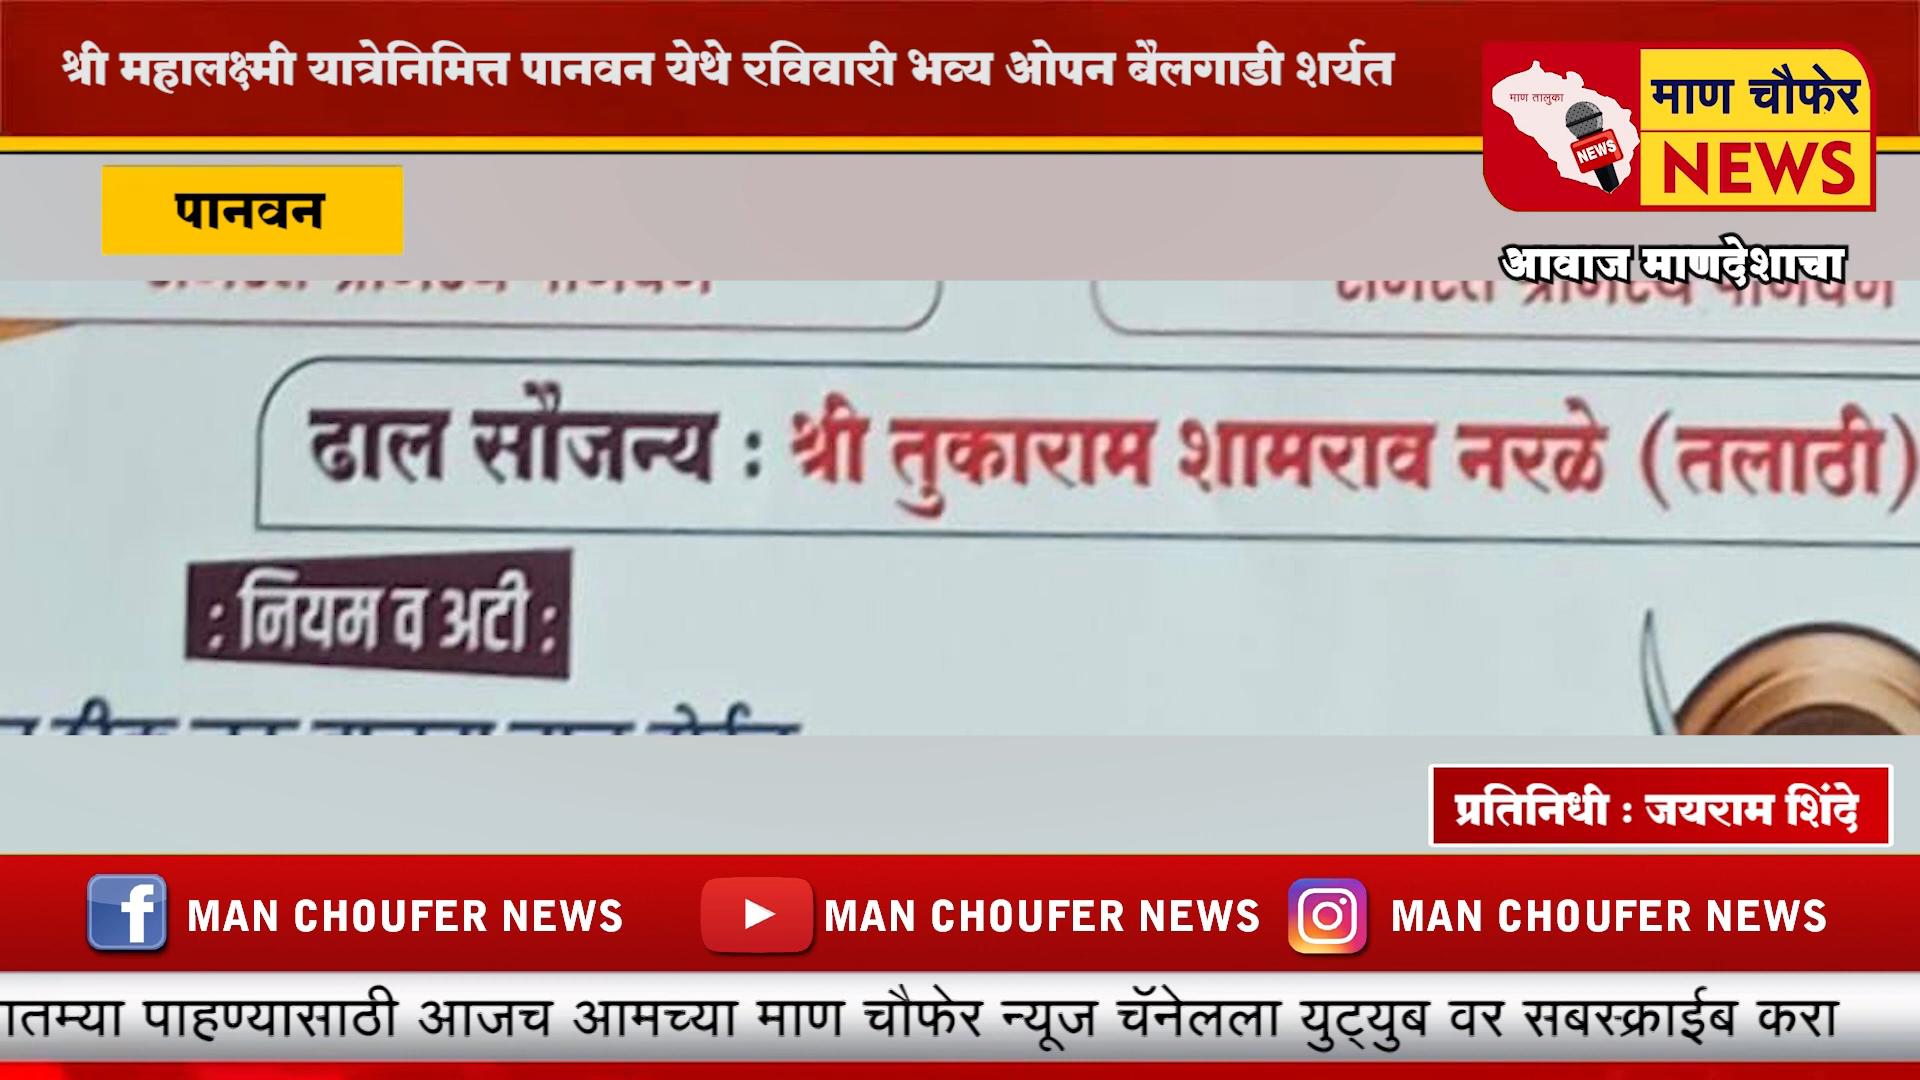 श्री महालक्ष्मी यात्रेनिमित्त पानवन येथे रविवारी भव्य ओपन बैलगाडी शर्यत
माण तालुका
NEWS
माण चौफेर
NEWS
पानवन
आवाज माणदेशाचा
ढाल सौजन्य : श्री तुकाराम शामराव नरळे (तलाठी)
: नियम व अटी :
प्रतिनिधी : जयराम शिंदे
MAN CHOUFER NEWS
MAN CHOUFER NEWS
MAN CHOUFER NEWS
पाहण्यासाठी आजच आमच्या माण चौफेर न्यूज चॅनेलला युट्युब वर सबस्क्राईब करा